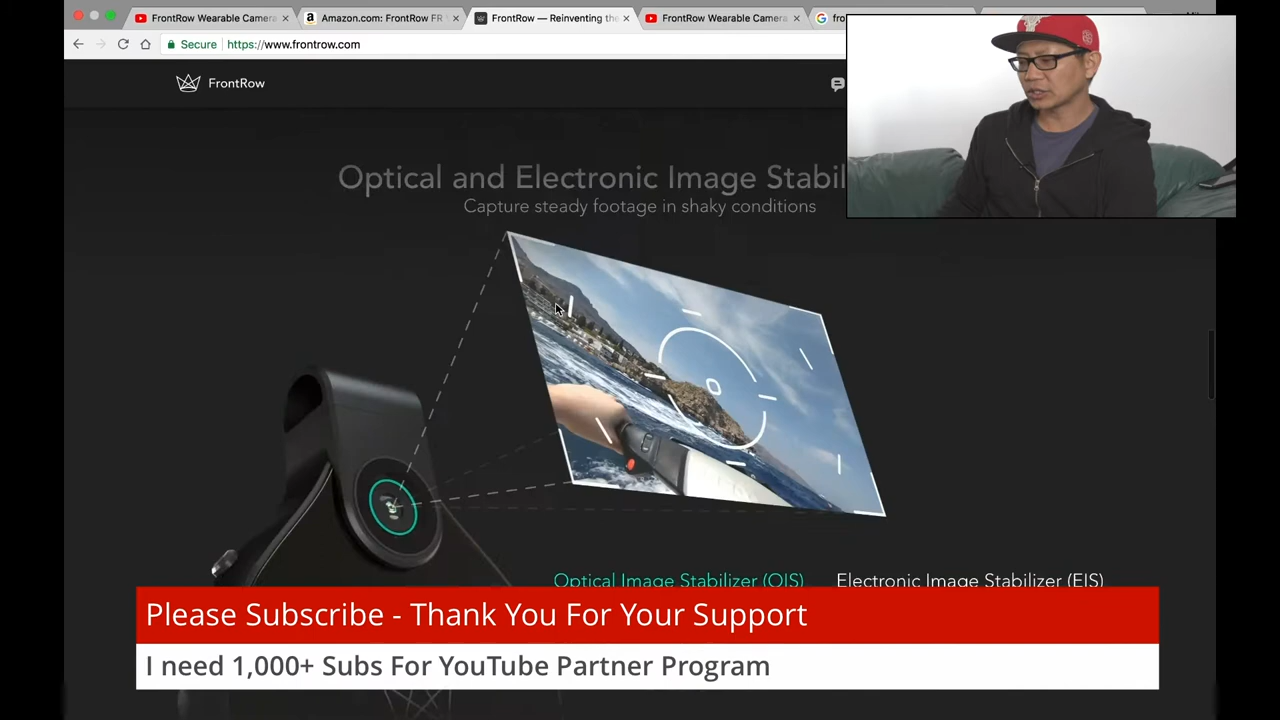 FrontRow Wearable Camera
Amazon.com: FrontRow FR
FrontRow — Reinventing the
FrontRow Wearable Camera
Secure
https://www.frontrow.com
FrontRow
Optical and Electronic Image Stabil
Capture steady footage in shaky conditions
Optical Image Stabilizer (OIS)
Electronic Image Stabilizer (EIS)
Please Subscribe - Thank You For Your Support
I need 1,000+ Subs For YouTube Partner Program